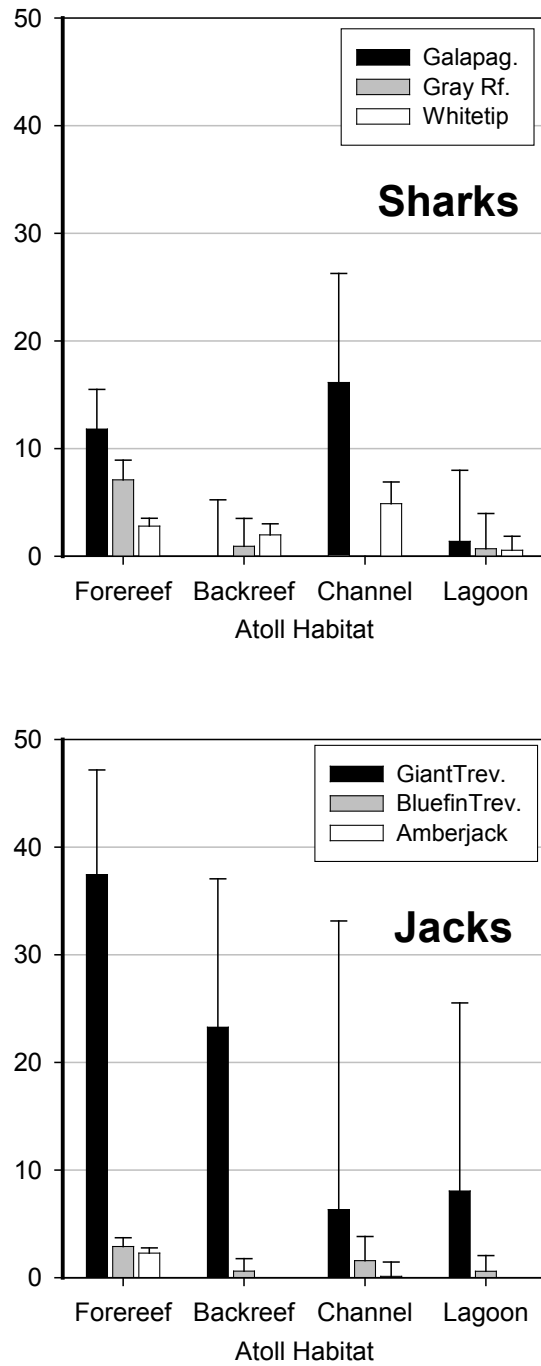 50
40
30
20
10
0
Galapag.
Gray Rf.
Whitetip
Sharks
Forereef Backreef Channel Lagoon
Atoll Habitat
50
40
30
20
10
0
GiantTrev.
BluefinTrev.
Amberjack
Jacks
Forereef Backreef Channel Lagoon
Atoll Habitat